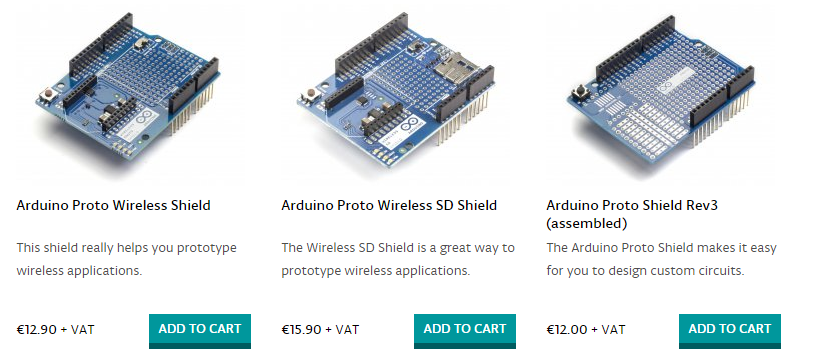 Arduino Proto Wireless Shield
This shield really helps you prototype
wireless applications.
€12.90 + VAT
ADD TO CART
Arduino Proto Wireless SD Shield
The Wireless SD Shield is a great way to
prototype wireless applications.
€15.90 + VAT
ADD TO CART
Arduino Proto Shield Rev3
(assembled)
The Arduino Proto Shield makes it easy
for you to design custom circuits.
€12.00 + VAT
ADD TO CART